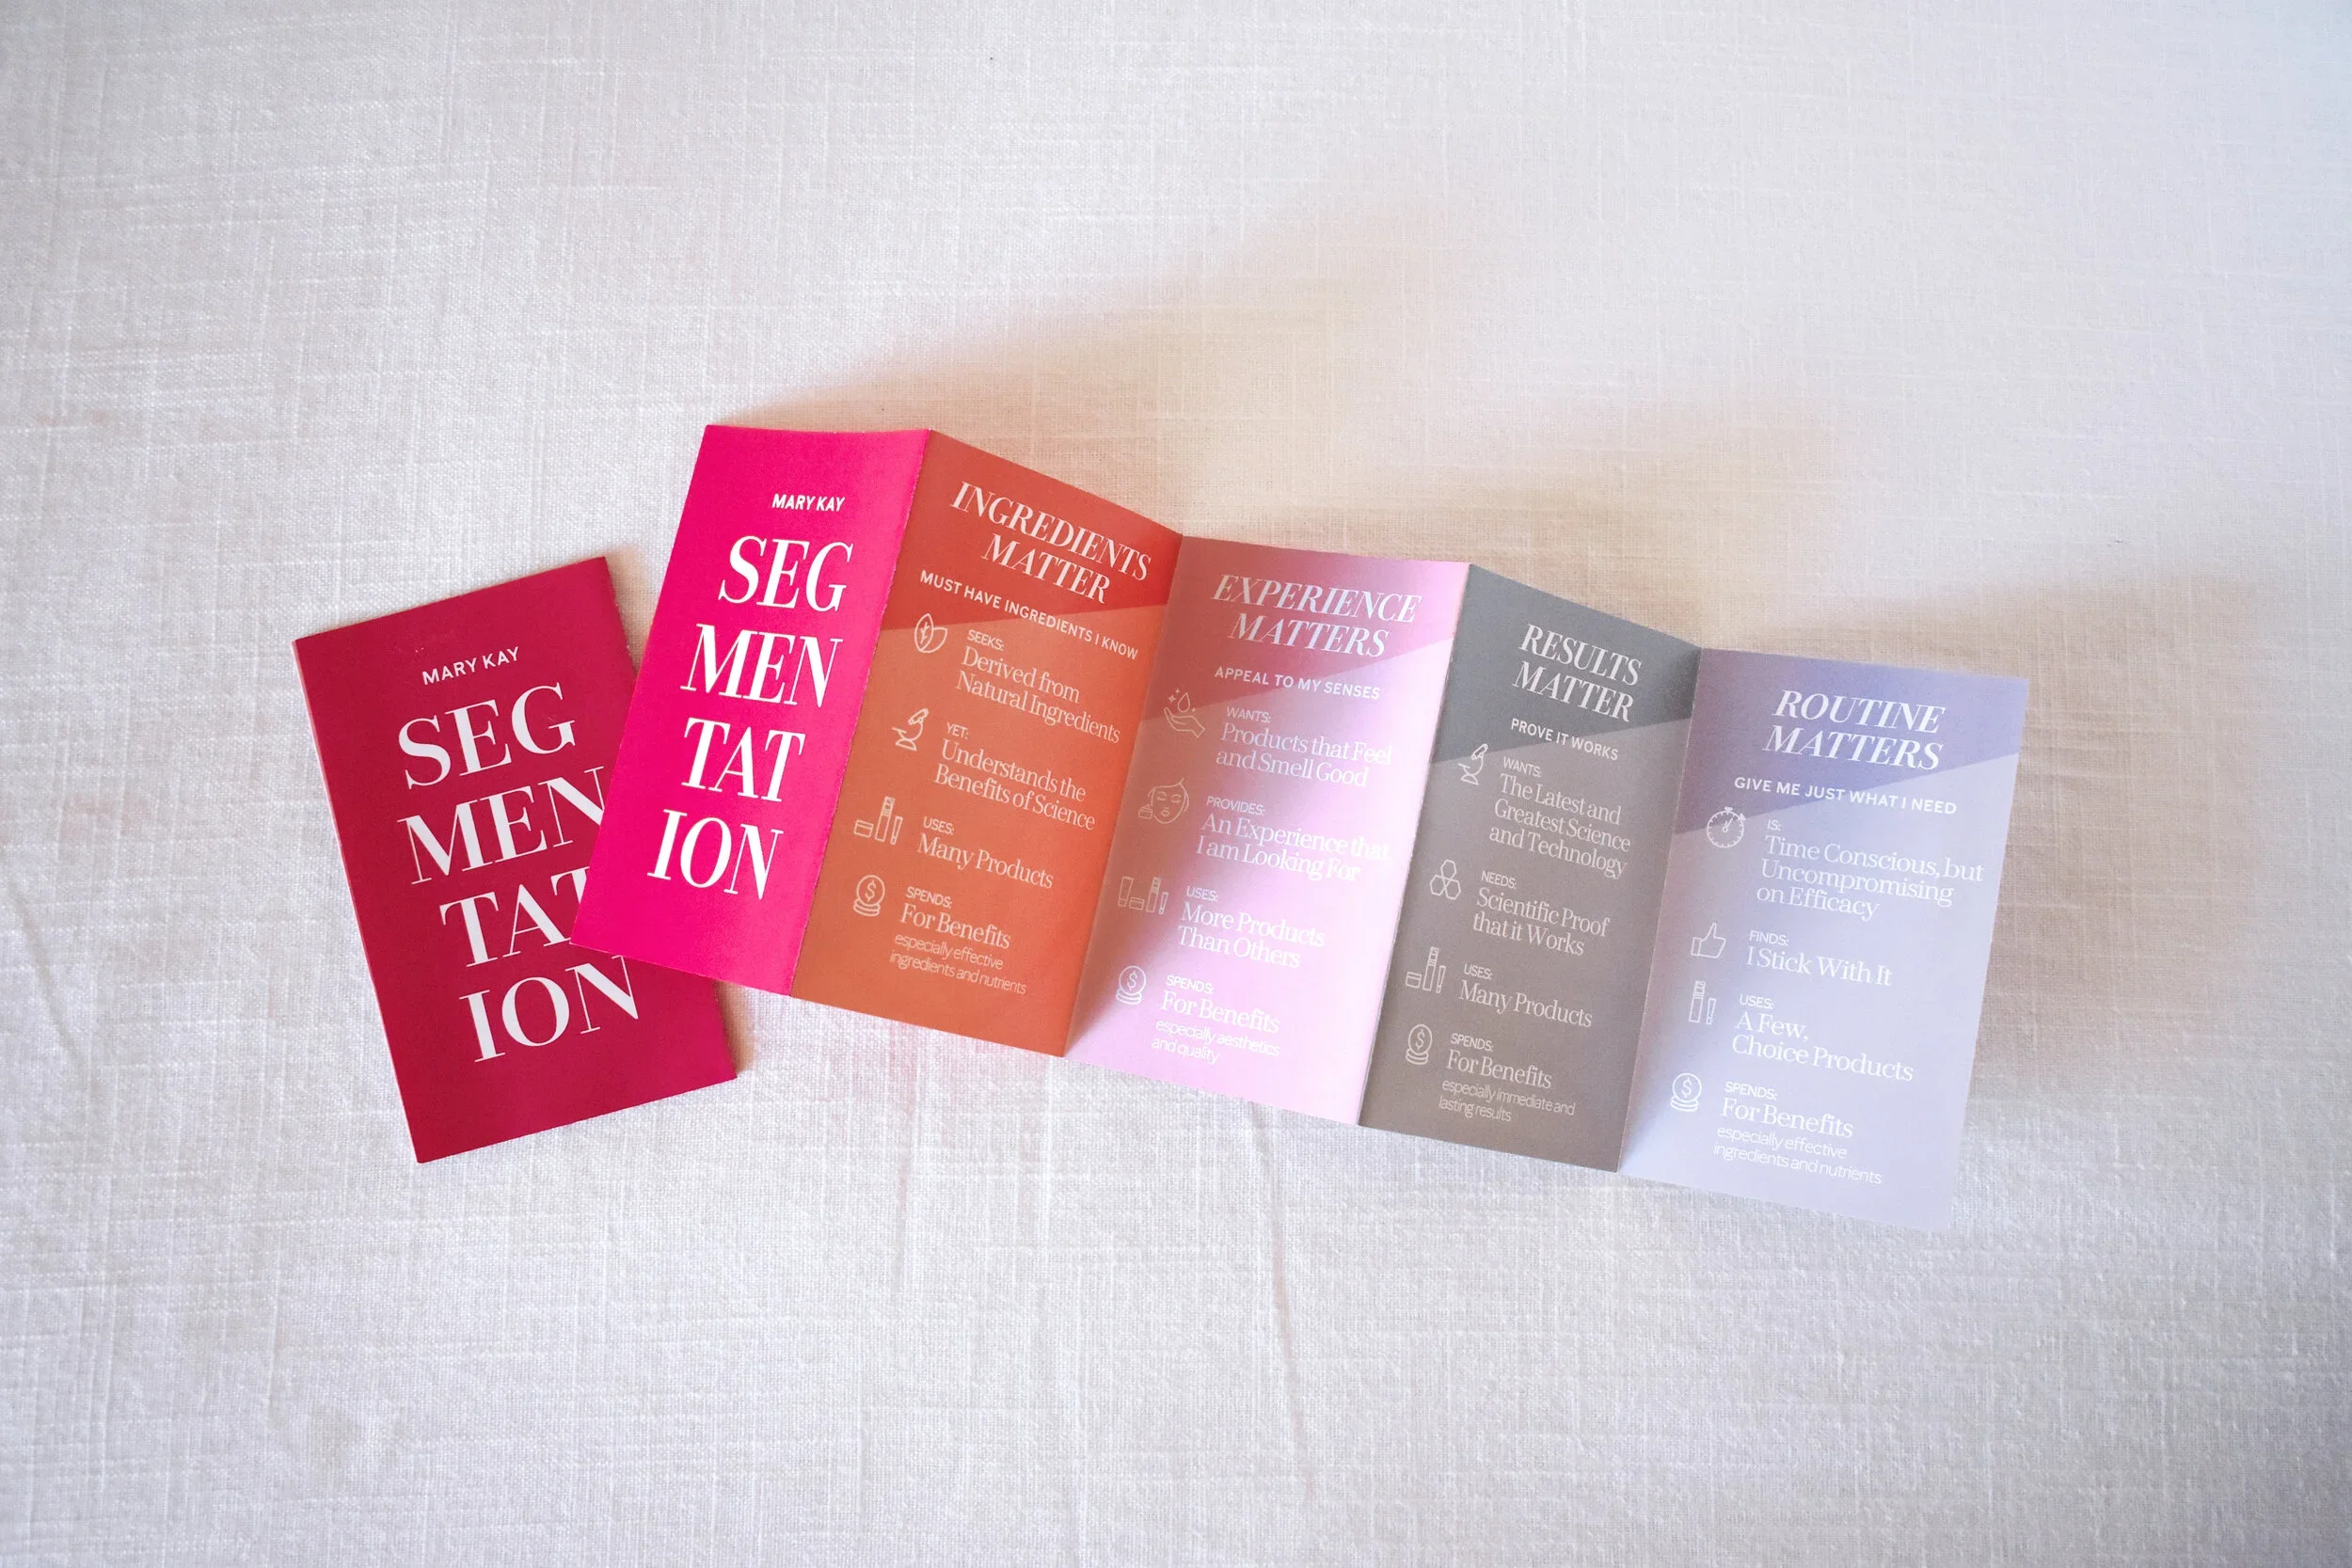 MARY KAY
SEG
MEN
TAT
ION
MARY KAY
SEG
MEN
TAT
ION
INGREDIENTS
MATTER
MUST HAVE INGREDIENTS I KNOW
SEEKS:
Derived from
Natural Ingredients
YET:
Understands the
Benefits of Science
USES:
Many Products
SPENDS:
For Benefits
especially effective
ingredients and nutrients
EXPERIENCE
MATTERS
APPEAL TO MY SENSES
WANTS:
Products that Feel
and Smell Good
PROVIDES:
An Experience that
I am Looking For
USES:
More Products
Than Others
SPENDS:
For Benefits
especially aesthetics
and quality
RESULTS
MATTER
PROVE IT WORKS
WANTS:
The Latest and
Greatest Science
and Technology
NEEDS:
Scientific Proof
that it Works
USES:
Many Products
SPENDS:
For Benefits
especially immediate and
lasting results
ROUTINE
MATTERS
GIVE ME JUST WHAT I NEED
IS:
Time Conscious, but
Uncompromising
on Efficacy
FINDS:
I Stick With It
USES:
A Few,
Choice Products
SPENDS:
For Benefits
especially effective
ingredients and nutrients